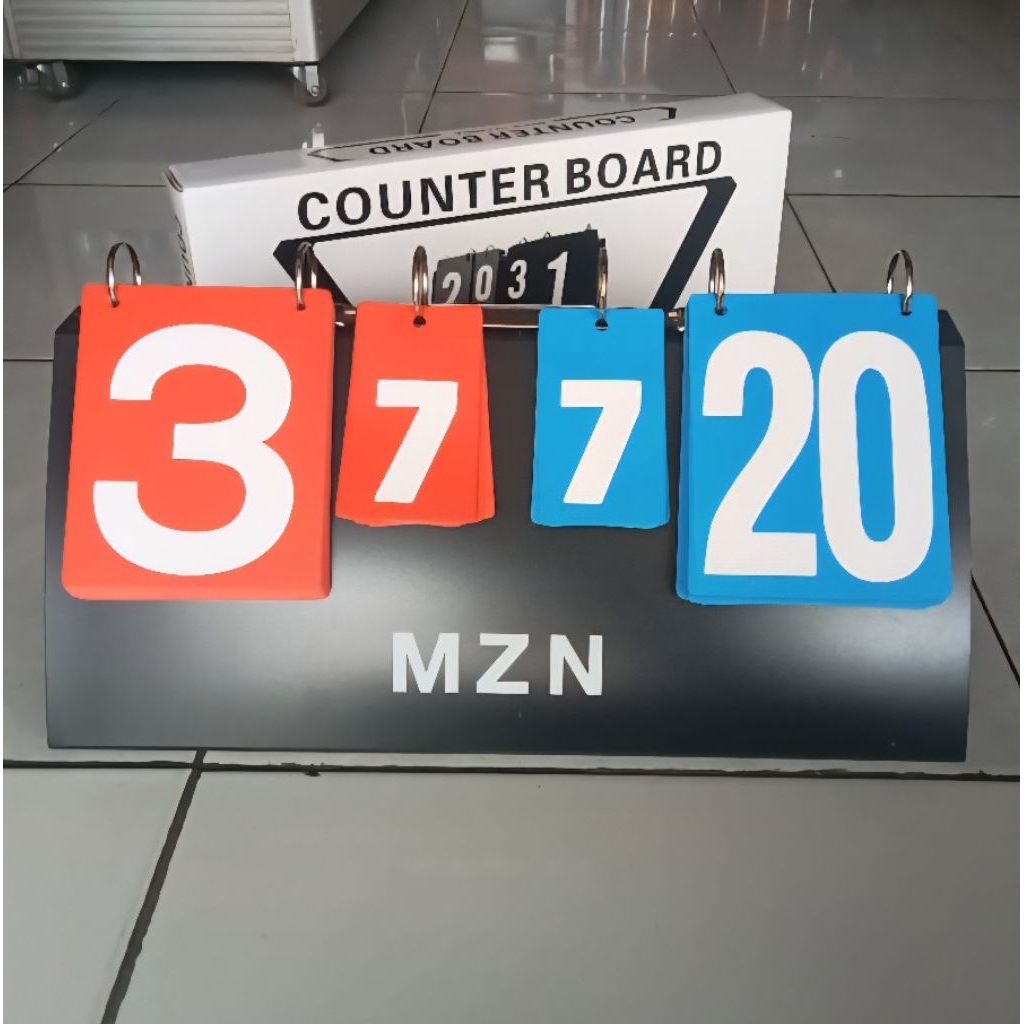 COUNTER BOARD
COUNTER BOARD
2031
3 7 7 20
MZN